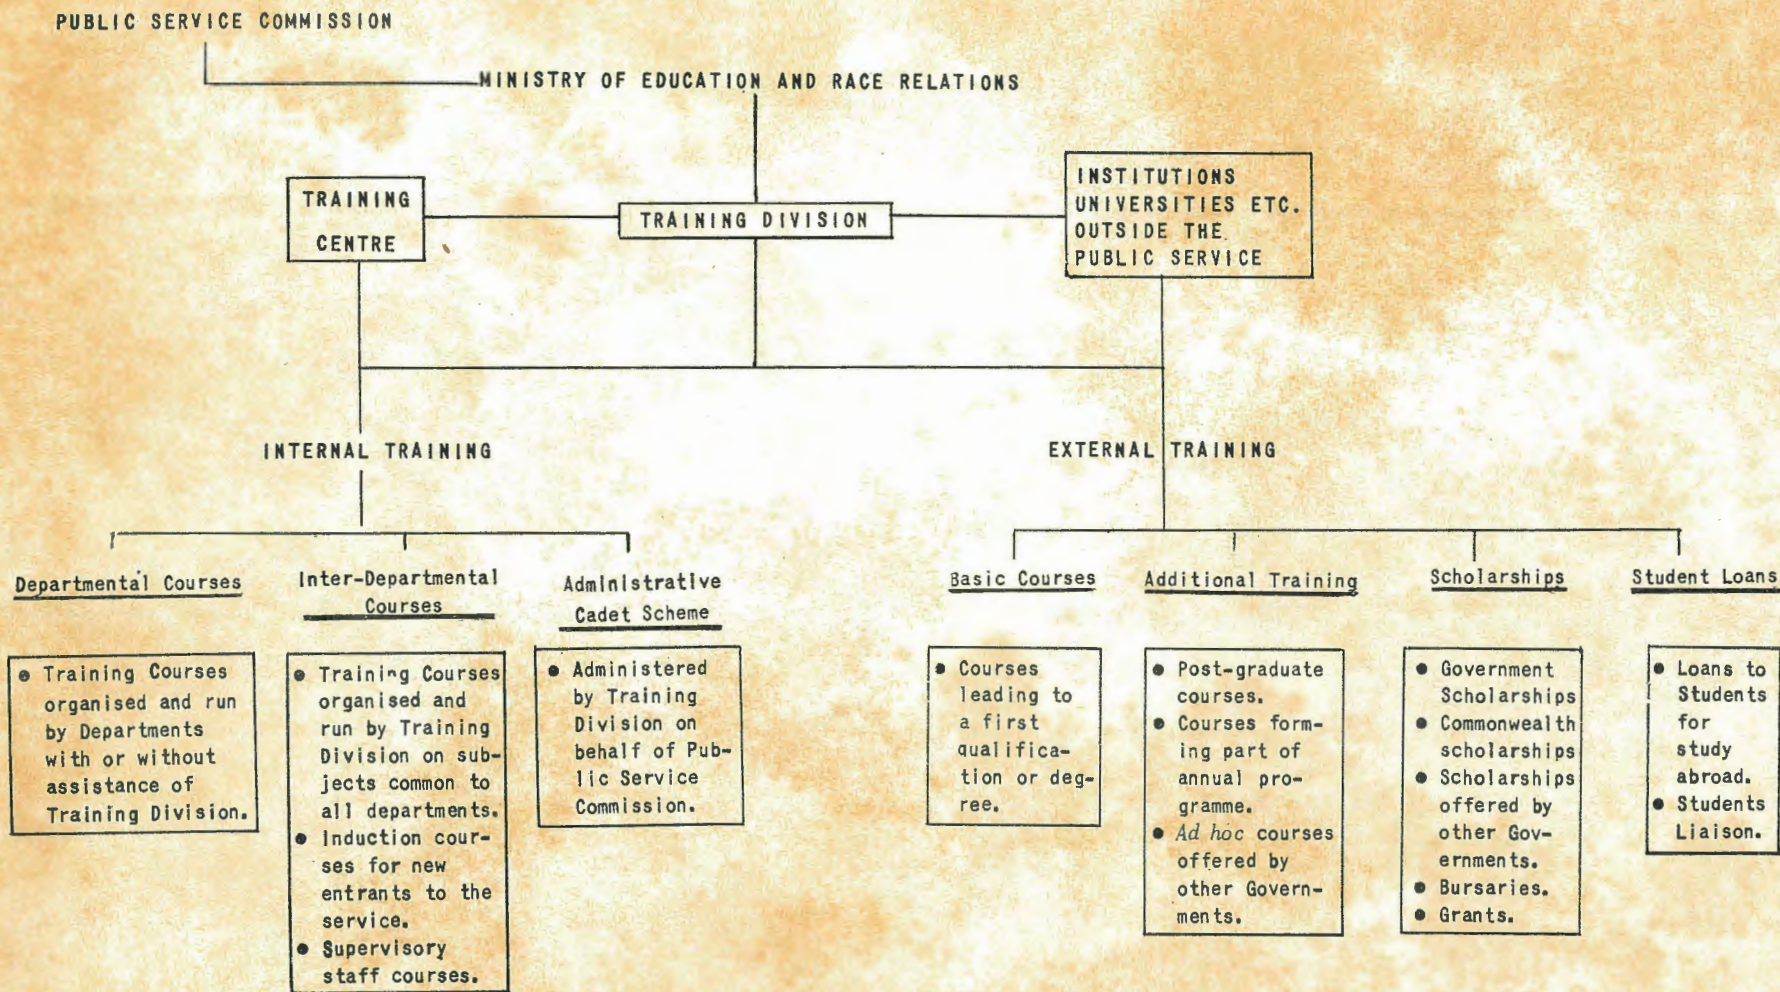 PUBLIC SERVICE COMMISSION
MINISTRY OF EDUCATION AND RACE RELATIONS
TRAINING
CENTRE
TRAINING DIVISION
INSTITUTIONS
UNIVERSITIES ETC.
OUTSIDE THE
PUBLIC SERVICE
INTERNAL TRAINING
EXTERNAL TRAINING
Departmental Courses
● Training Courses
organised and run
by Departments
with or without
assistance of
Training Division.
Inter-Departmental
Courses
● Training Courses
organised and
run by Training
Division on sub-
jects common to
all departments.
● Induction cour-
ses for new
entrants to the
service.
● Supervisory
staff courses.
Administrative
Cadet Scheme
● Administered
by Training
Division on
behalf of Pub-
lic Service
Commission.
Basic Courses
● Courses
leading to
a first
qualifica-
tion or deg-
ree.
Additional Training
● Post-graduate
courses.
● Courses form-
ing part of
annual pro-
gramme.
● Ad hoc courses
offered by
other Govern-
ments.
Scholarships
● Government
Scholarships
● Commonwealth
scholarships
● Scholarships
offered by
other Gov-
ernments.
● Bursaries.
● Grants.
Student Loans
● Loans to
Students
for
study
abroad.
● Students
Liaison.